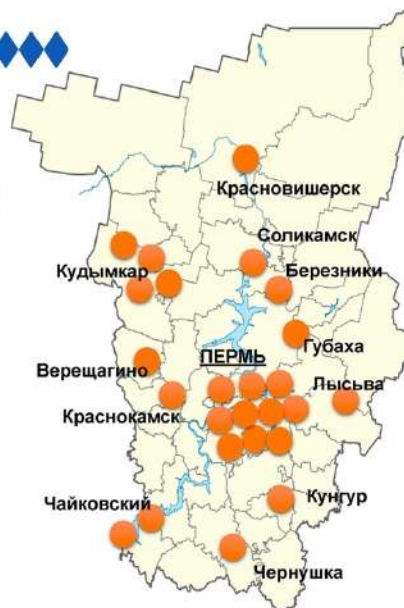 Красновишерск
Соликамск
Кудымкар
Березники
Губаха
ПЕРМЬ
Верещагино
Лысьва
Краснокамск
Чайковский
Кунгур
Чернушка